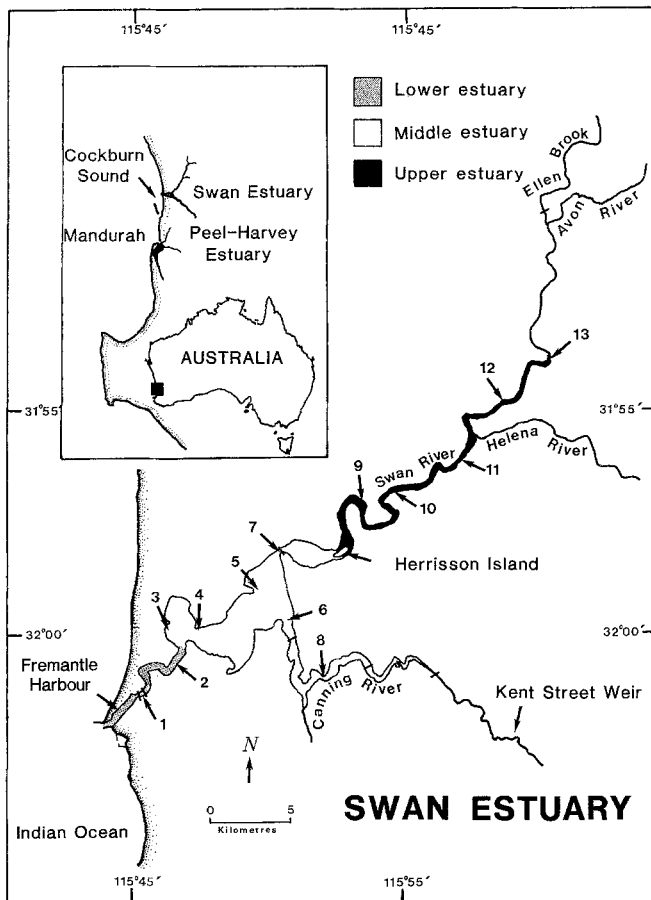 115°45′
115°45′
Lower estuary
Middle estuary
Upper estuary
Cockburn
Sound
Swan Estuary
Mandurah
Peel-Harvey
Estuary
AUSTRALIA
Ellen Brook
Avon River
13
12
31°55′
31°55′
Swan River
Helena River
9
11
10
7
Herrisson Island
5
3
4
6
32°00′
32°00′
8
Fremantle
Harbour
2
Canning River
Kent Street Weir
1
N
0 5
Kilometres
SWAN ESTUARY
Indian Ocean
115°45′
115°55′